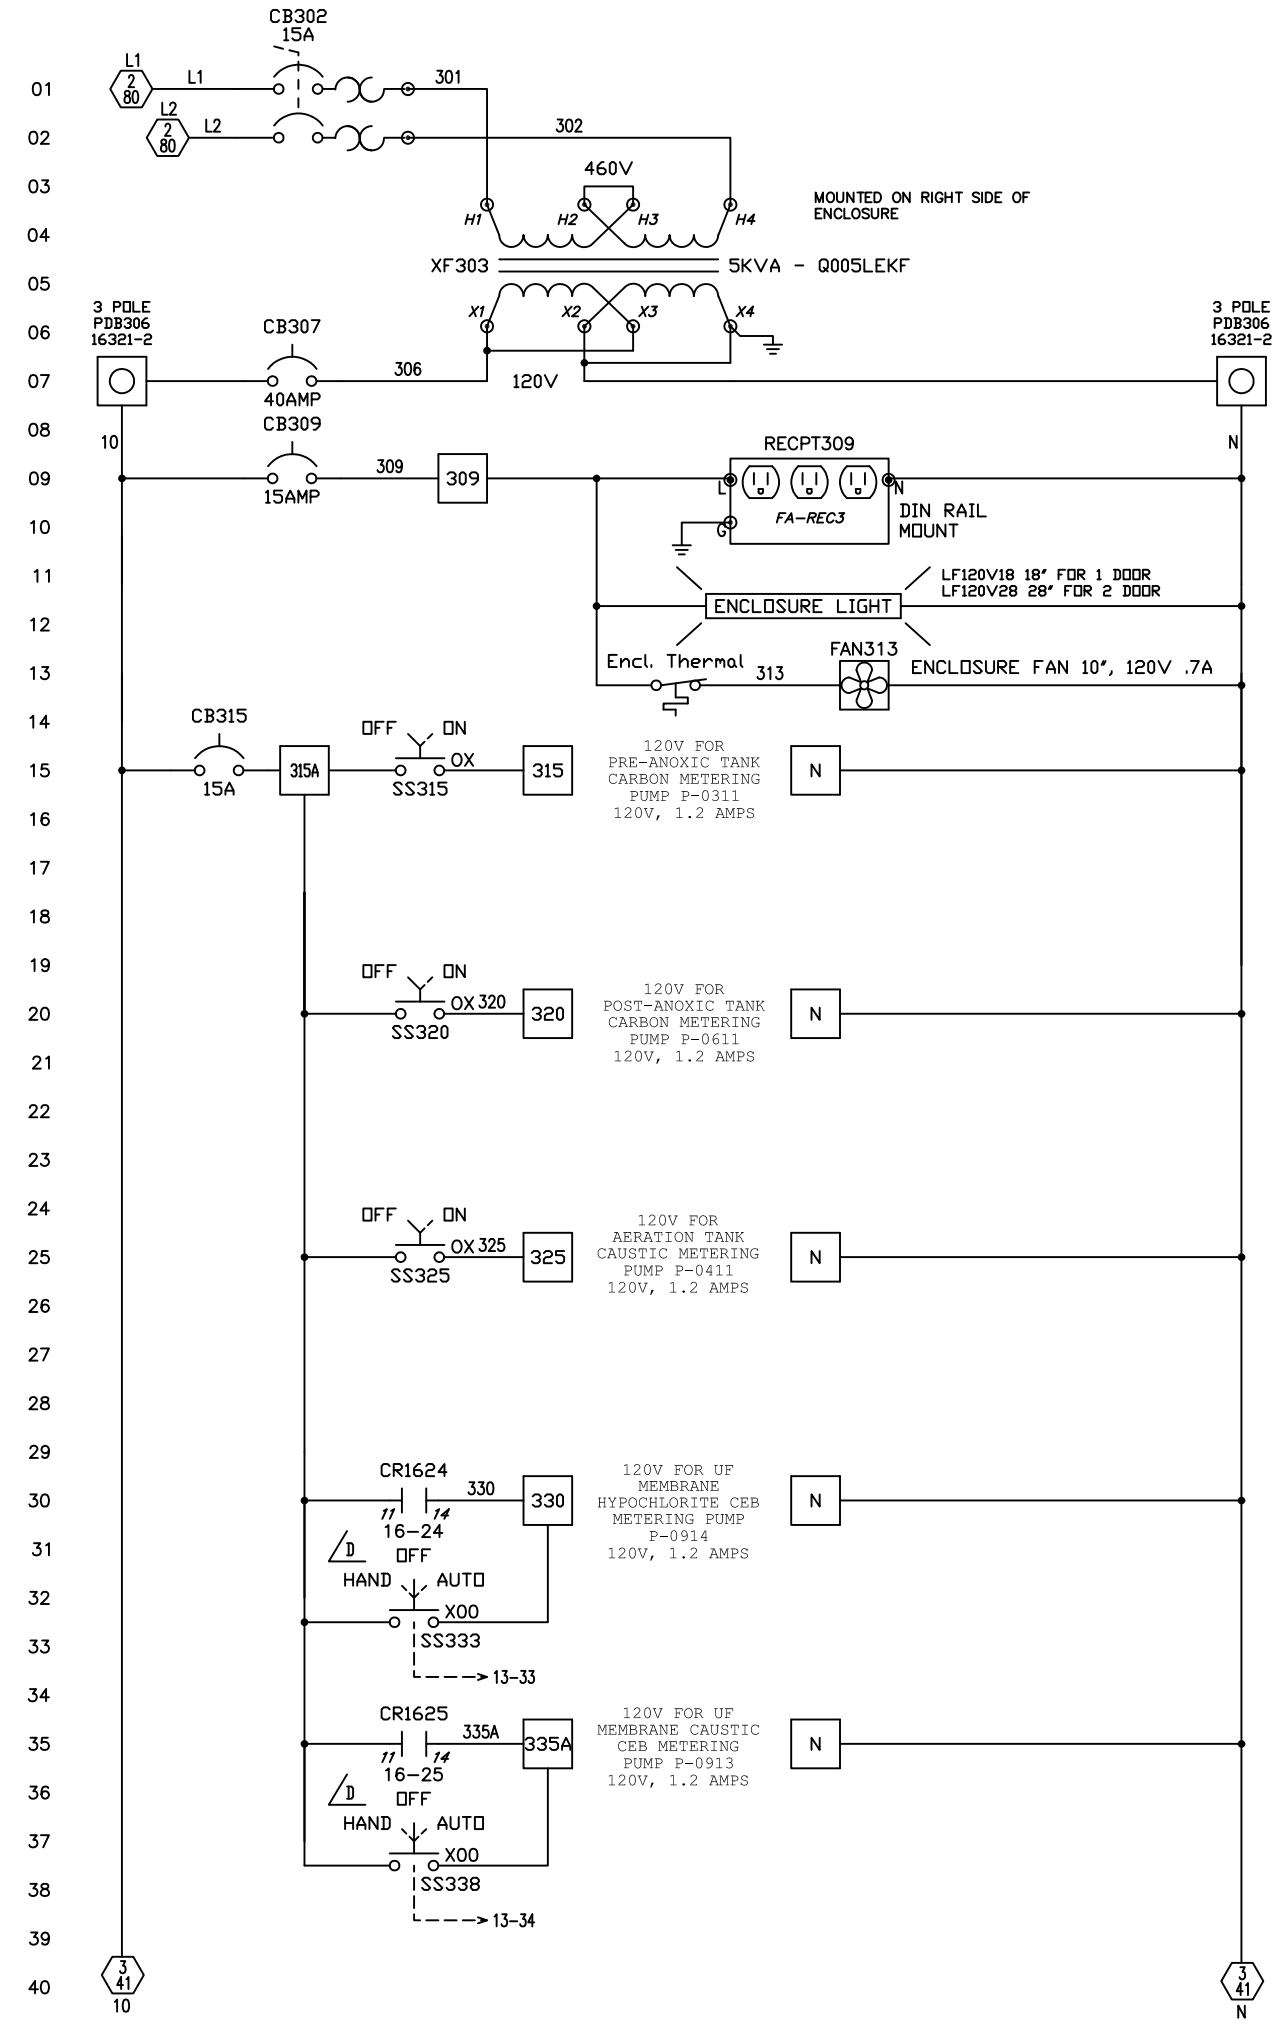 CB302
15A
L1
2
80
L1
301
01
L2
2
80
L2
302
02
460V
03
MOUNTED ON RIGHT SIDE OF
ENCLOSURE
H1
H2
H3
H4
04
XF303
5KVA - Q005LEKF
05
3 POLE
PDB306
16321-2
X1
X2
X3
X4
3 POLE
PDB306
16321-2
06
CB307
306
120V
07
40AMP
08
CB309
10
N
RECPT309
309
309
09
15AMP
L
N
FA-REC3
G
DIN RAIL
MOUNT
10
11
LF120V18 18" FOR 1 DOOR
LF120V28 28" FOR 2 DOOR
ENCLOSURE LIGHT
12
Encl. Thermal
313
FAN313
ENCLOSURE FAN 10", 120V .7A
13
14
CB315
OFF
ON
15
15A
315A
OX
SS315
315
120V FOR
PRE-ANOXIC TANK
CARBON METERING
PUMP P-0311
120V, 1.2 AMPS
N
16
17
18
19
OFF
ON
20
OX
320
SS320
320
120V FOR
POST-ANOXIC TANK
CARBON METERING
PUMP P-0611
120V, 1.2 AMPS
N
21
22
23
24
OFF
ON
25
OX
325
SS325
325
120V FOR
AERATION TANK
CAUSTIC METERING
PUMP P-0411
120V, 1.2 AMPS
N
26
27
28
29
CR1624
330
30
11
14
16-24
330
120V FOR UF
MEMBRANE
HYPOCHLORITE CEB
METERING PUMP
P-0914
120V, 1.2 AMPS
N
31
D
OFF
32
HAND
AUTO
XOO
SS333
33
13-33
34
CR1625
335A
35
11
14
16-25
335A
120V FOR UF
MEMBRANE CAUSTIC
CEB METERING
PUMP P-0913
120V, 1.2 AMPS
N
36
D
OFF
37
HAND
AUTO
XOO
SS338
38
13-34
39
3
41
10
40
3
41
N